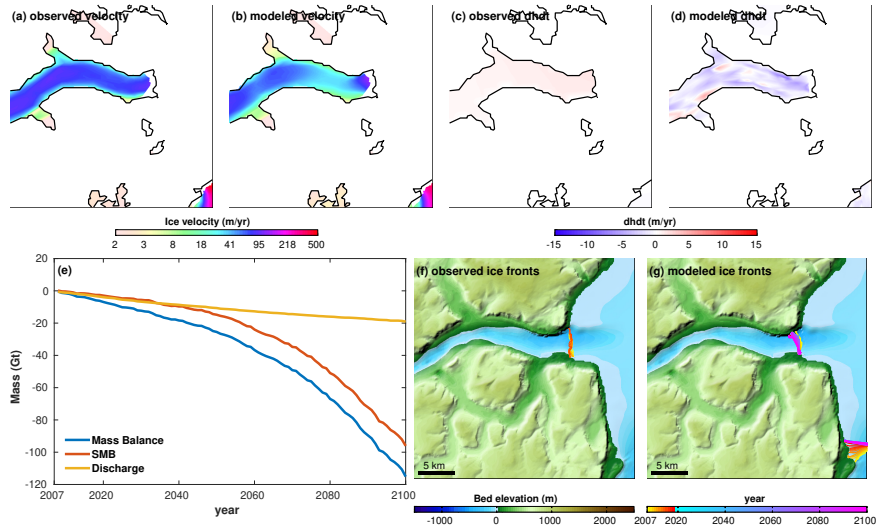 (a) observed velocity
(b) modeled velocity
(c) observed dhdt
(d) modeled dhdt
Ice velocity (m/yr)
2 3 8 18 41 95 218 500
dhdt (m/yr)
-15 -10 -5 0 5 10 15
(e)
20
0
-20
-40
-60
-80
-100
-120
Mass (Gt)
Mass Balance
SMB
Discharge
2007 2020 2040 2060 2080 2100
year
(f) observed ice fronts
5 km
(g) modeled ice fronts
5 km
Bed elevation (m)
-1000 0 1000 2000
year
2007 2020 2040 2060 2080 2100